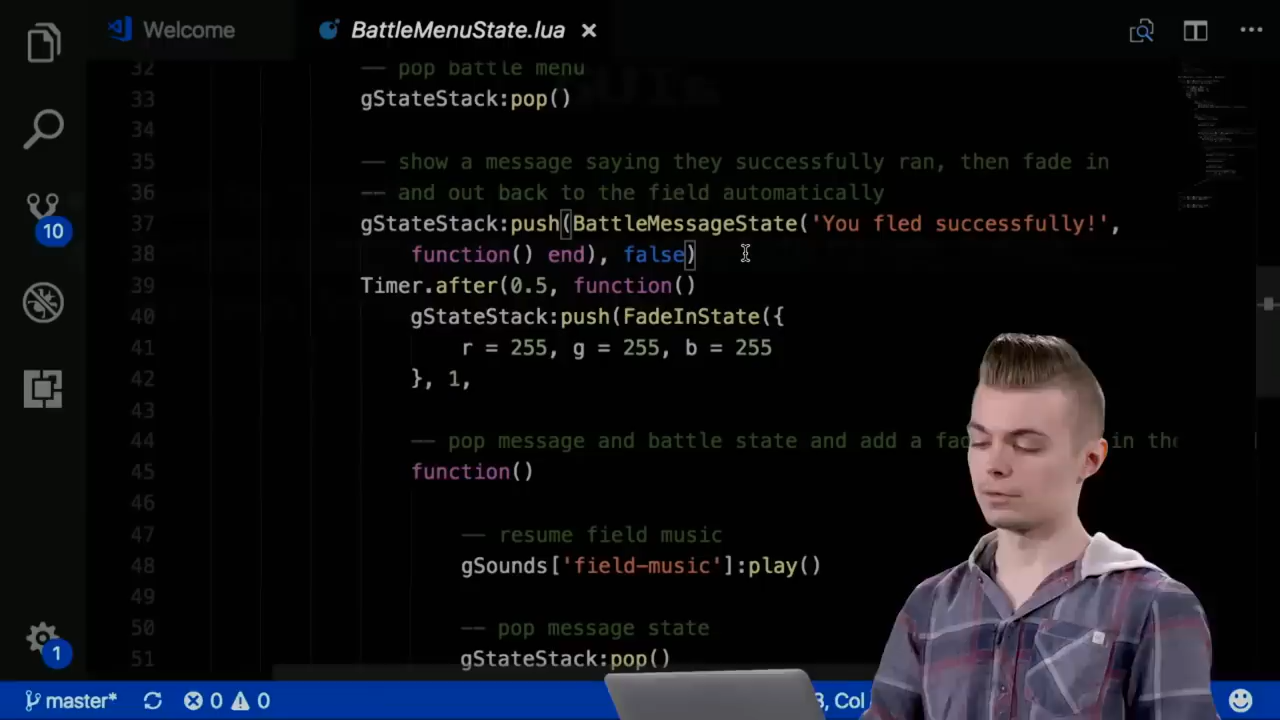 Welcome
BattleMenuState.lua
32 -- pop battle menu
33 gStateStack:pop()
34
35 -- show a message saying they successfully ran, then fade in
36 -- and out back to the field automatically
37 gStateStack:push(BattleMessageState('You fled successfully!',
38 function() end), false)
39 Timer.after(0.5, function()
40 gStateStack:push(FadeInState({
41 r = 255, g = 255, b = 255
42 }, 1,
43
44 -- pop message and battle state and add a fad in the
45 function()
46
47 -- resume field music
48 gSounds['field-music']:play()
49
50 -- pop message state
51 gStateStack:pop()
10
1
master* 0 0 Col